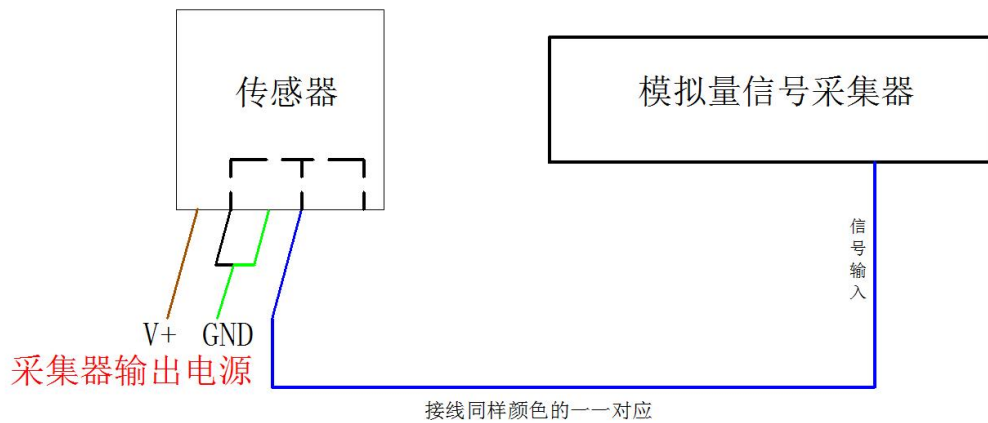 传感器
模拟量信号采集器
信号输入
V+ GND
采集器输出电源
接线同样颜色的一一对应